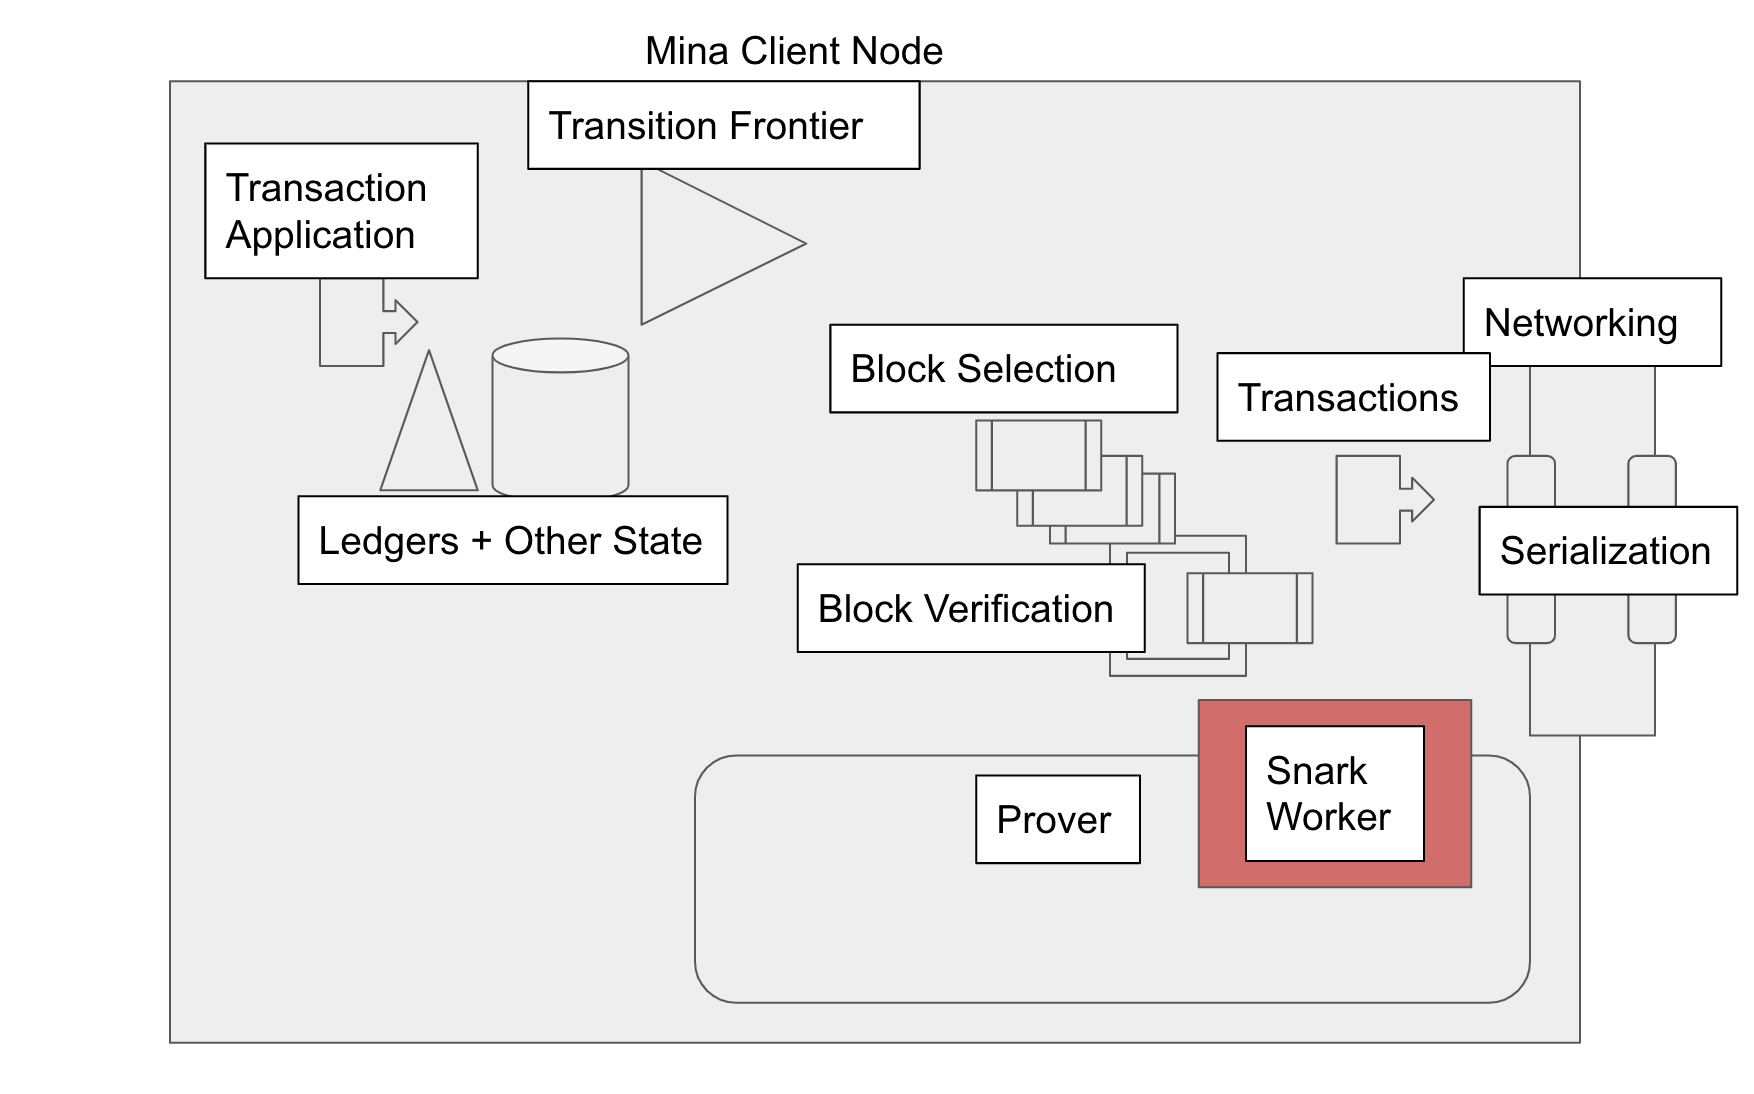 Mina Client Node
Transition Frontier
Transaction
Application
Networking
Block Selection
Transactions
Ledgers + Other State
Serialization
Block Verification
Snark
Worker
Prover